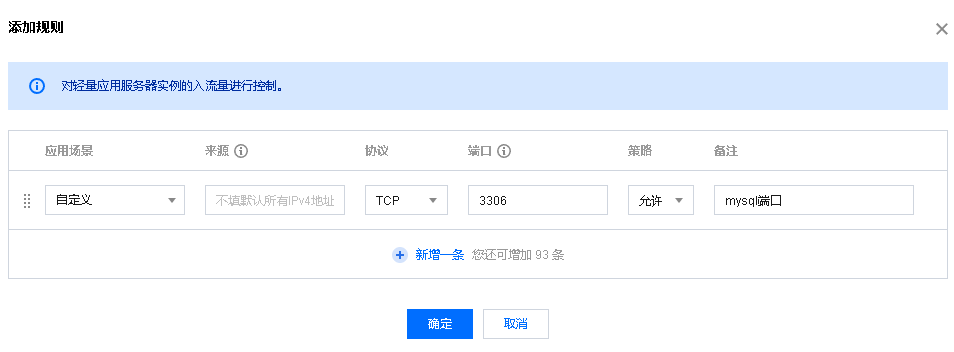 添加规则
对轻量应用服务器实例的入流量进行控制。
应用场景 来源 协议 端口 策略 备注
自定义 不填默认所有IPv4地址 TCP 3306 允许 mysql端口
新增一条 您还可增加 93 条
确定 取消